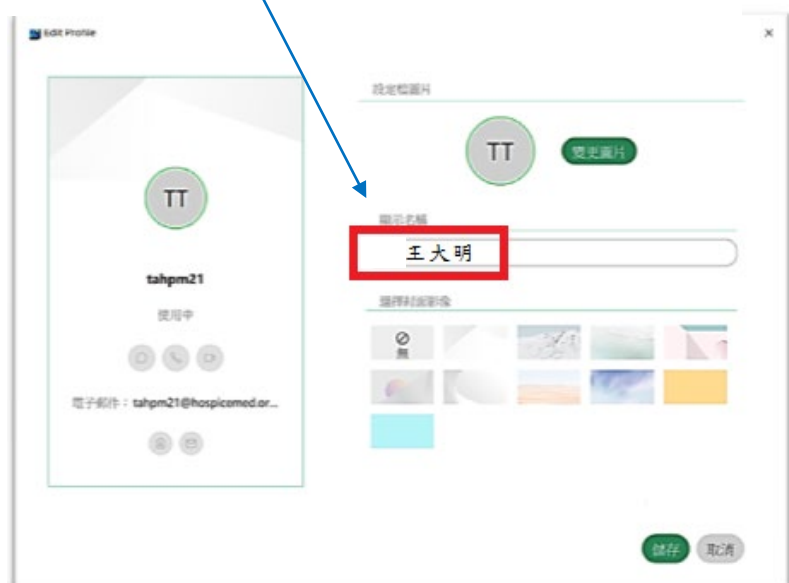 Edit Profile
設定檔圖片
TT
變更圖片
TT
顯示名稱
王大明
tahpm21
使用中
選擇封面影像
無
電子郵件：tahpm21@hospicemed.or...
儲存
取消